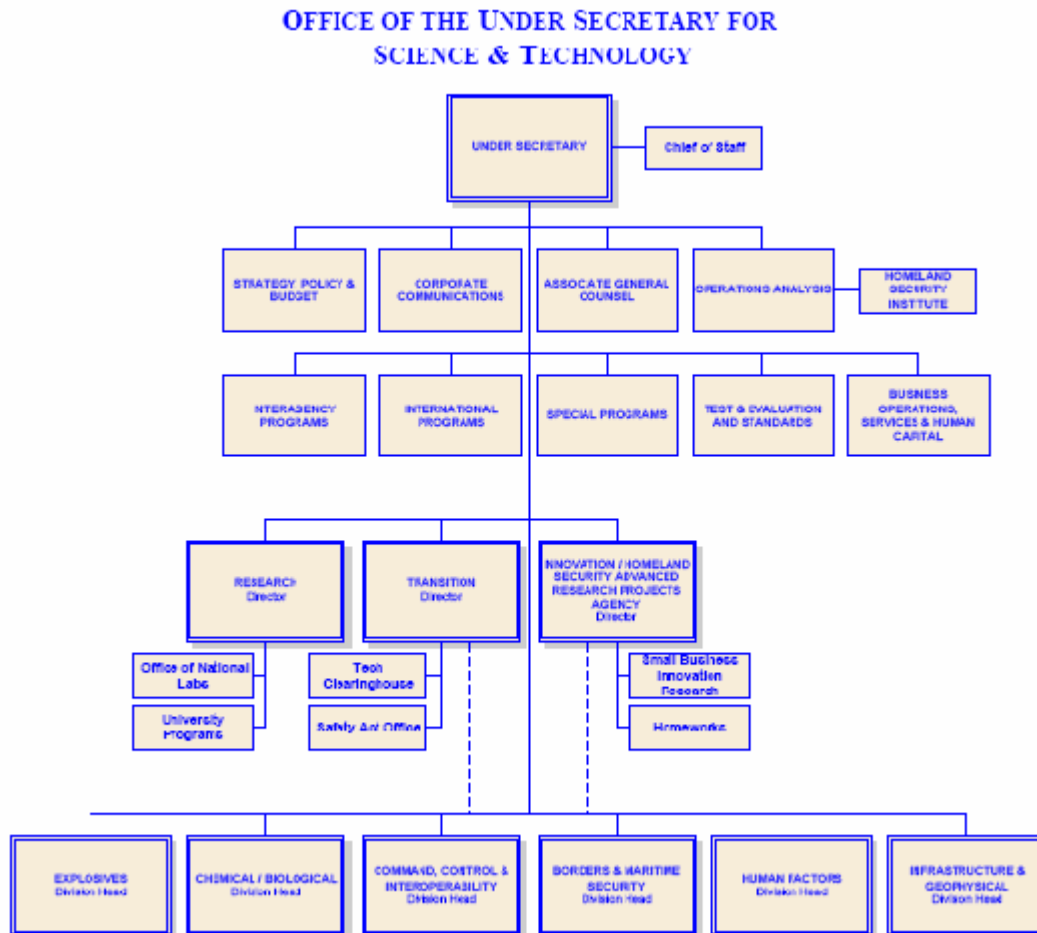 OFFICE OF THE UNDER SECRETARY FOR
SCIENCE & TECHNOLOGY
UNDER SECRETARY
Chief of Staff
STRATEGY POLICY &
BUDGET
CORPORATE
COMMUNICATIONS
ASSOCATE GENERAL
COUNSEL
OPERATIONS ANALYSIS
HOMELAND
SECURITY
INSTITUTE
INTERAGENCY
PROGRAMS
INTERNATIONAL
PROGRAMS
SPECIAL PROGRAMS
TEST & EVALUATION
AND STANDARDS
BUSINESS
OPERATIONS,
SERVICES & HUMAN
CAPITAL
RESEARCH
Director
TRANSITION
Director
INNOVATION / HOMELAND
SECURITY ADVANCED
RESEARCH PROJECTS
AGENCY
Director
Office of National
Labs
University
Programs
Tech
Clearinghouse
Safety Act Office
Small Business
Innovation
Research
Homeworks
EXPLOSIVES
Division Head
CHEMICAL / BIOLOGICAL
Division Head
COMMAND, CONTROL &
INTEROPERABILITY
Division Head
BORDERS & MARITIME
SECURITY
Division Head
HUMAN FACTORS
Division Head
INFRASTRUCTURE &
GEOPHYSICAL
Division Head